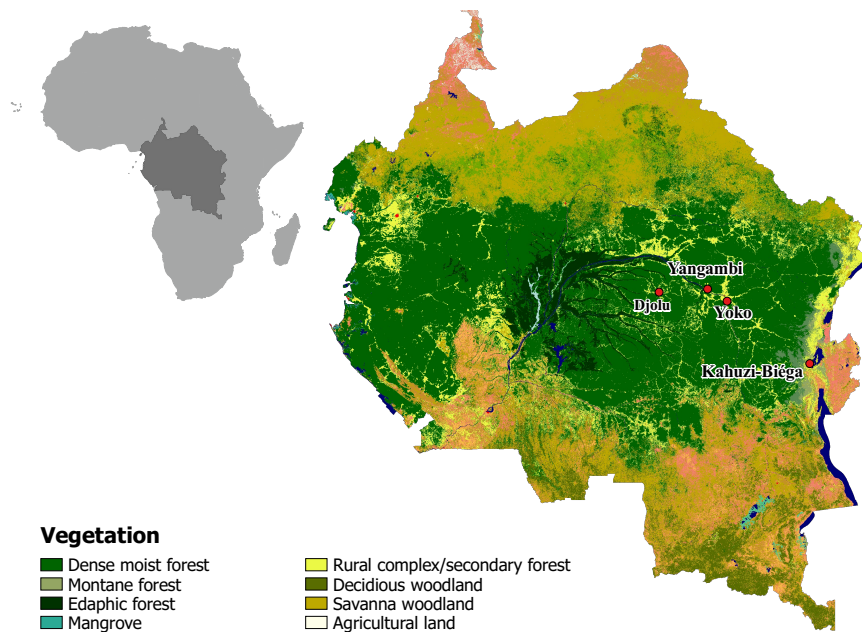 Yangambi
Djolu
Yoko
Kahuzi-Biéga
Vegetation
Dense moist forest
Montane forest
Edaphic forest
Mangrove
Rural complex/secondary forest
Decidious woodland
Savanna woodland
Agricultural land